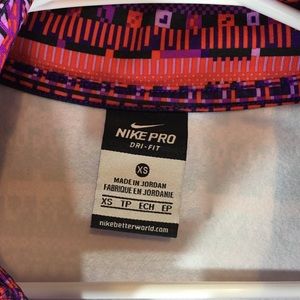 NIKE PRO
DRI-FIT
XS
MADE IN JORDAN
FABRIQUE EN JORDANIE
XS TP ECH EP
nikebetterworld.com